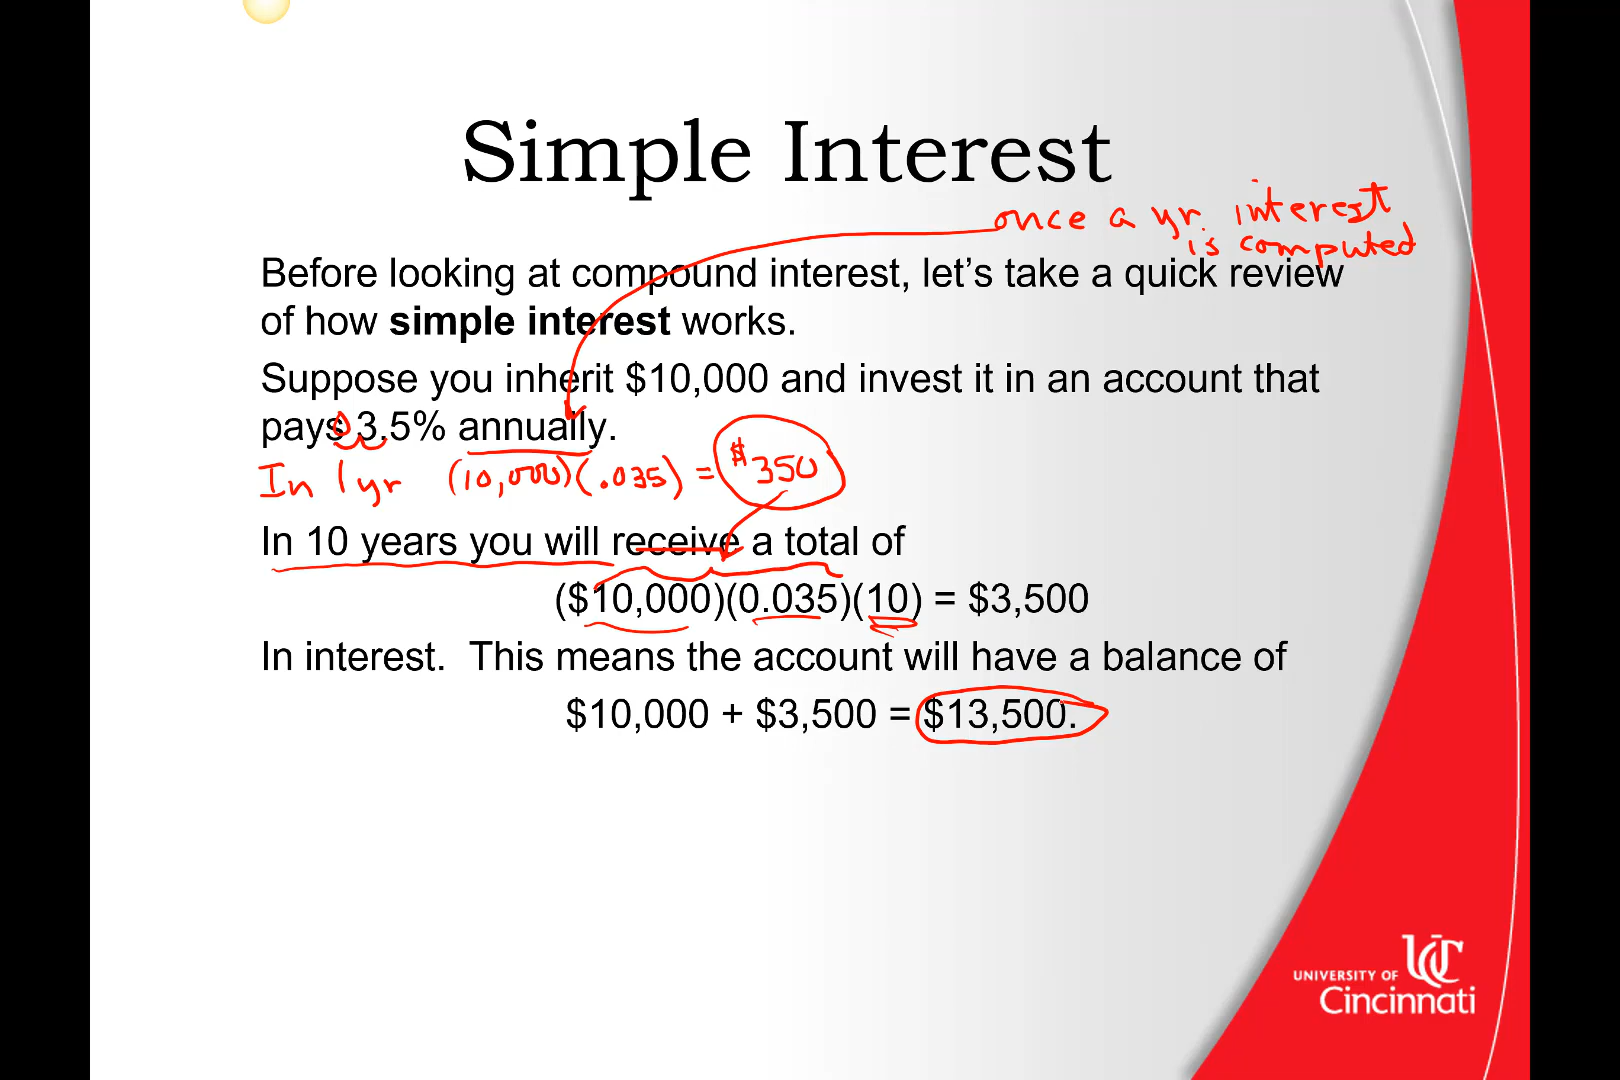 Simple Interest
once a yr interest
is computed
Before looking at compound interest, let's take a quick review
of how simple interest works.
Suppose you inherit $10,000 and invest it in an account that
pays 3.5% annually.
In 1 yr (10,000)(.035) = $350
In 10 years you will receive a total of
($10,000)(0.035)(10) = $3,500
In interest. This means the account will have a balance of
$10,000 + $3,500 = $13,500.
UC
UNIVERSITY OF
Cincinnati